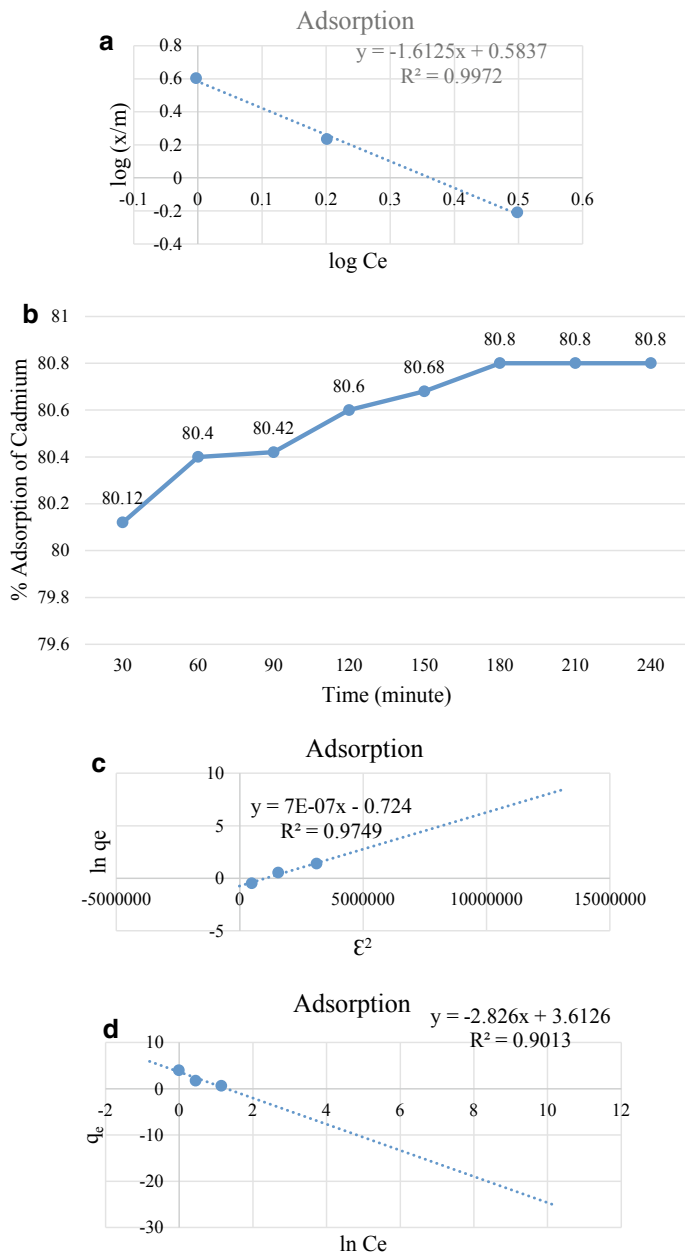 a
Adsorption
y = -1.6125x + 0.5837
R² = 0.9972
log (x/m)
0.8
0.6
0.4
0.2
0
-0.2
-0.4
-0.1 0 0.1 0.2 0.3 0.4 0.5 0.6
log Ce
b
% Adsorption of Cadmium
81
80.8
80.6
80.4
80.2
80
79.8
79.6
80.12 80.4 80.42 80.6 80.68 80.8 80.8 80.8
30 60 90 120 150 180 210 240
Time (minute)
c
Adsorption
y = 7E-07x - 0.724
R² = 0.9749
ln qe
10
5
0
-5
-5000000 0 5000000 10000000 15000000
Ɛ²
d
Adsorption
y = -2.826x + 3.6126
R² = 0.9013
qₑ
10
0
-10
-20
-30
-2 0 2 4 6 8 10 12
ln Ce